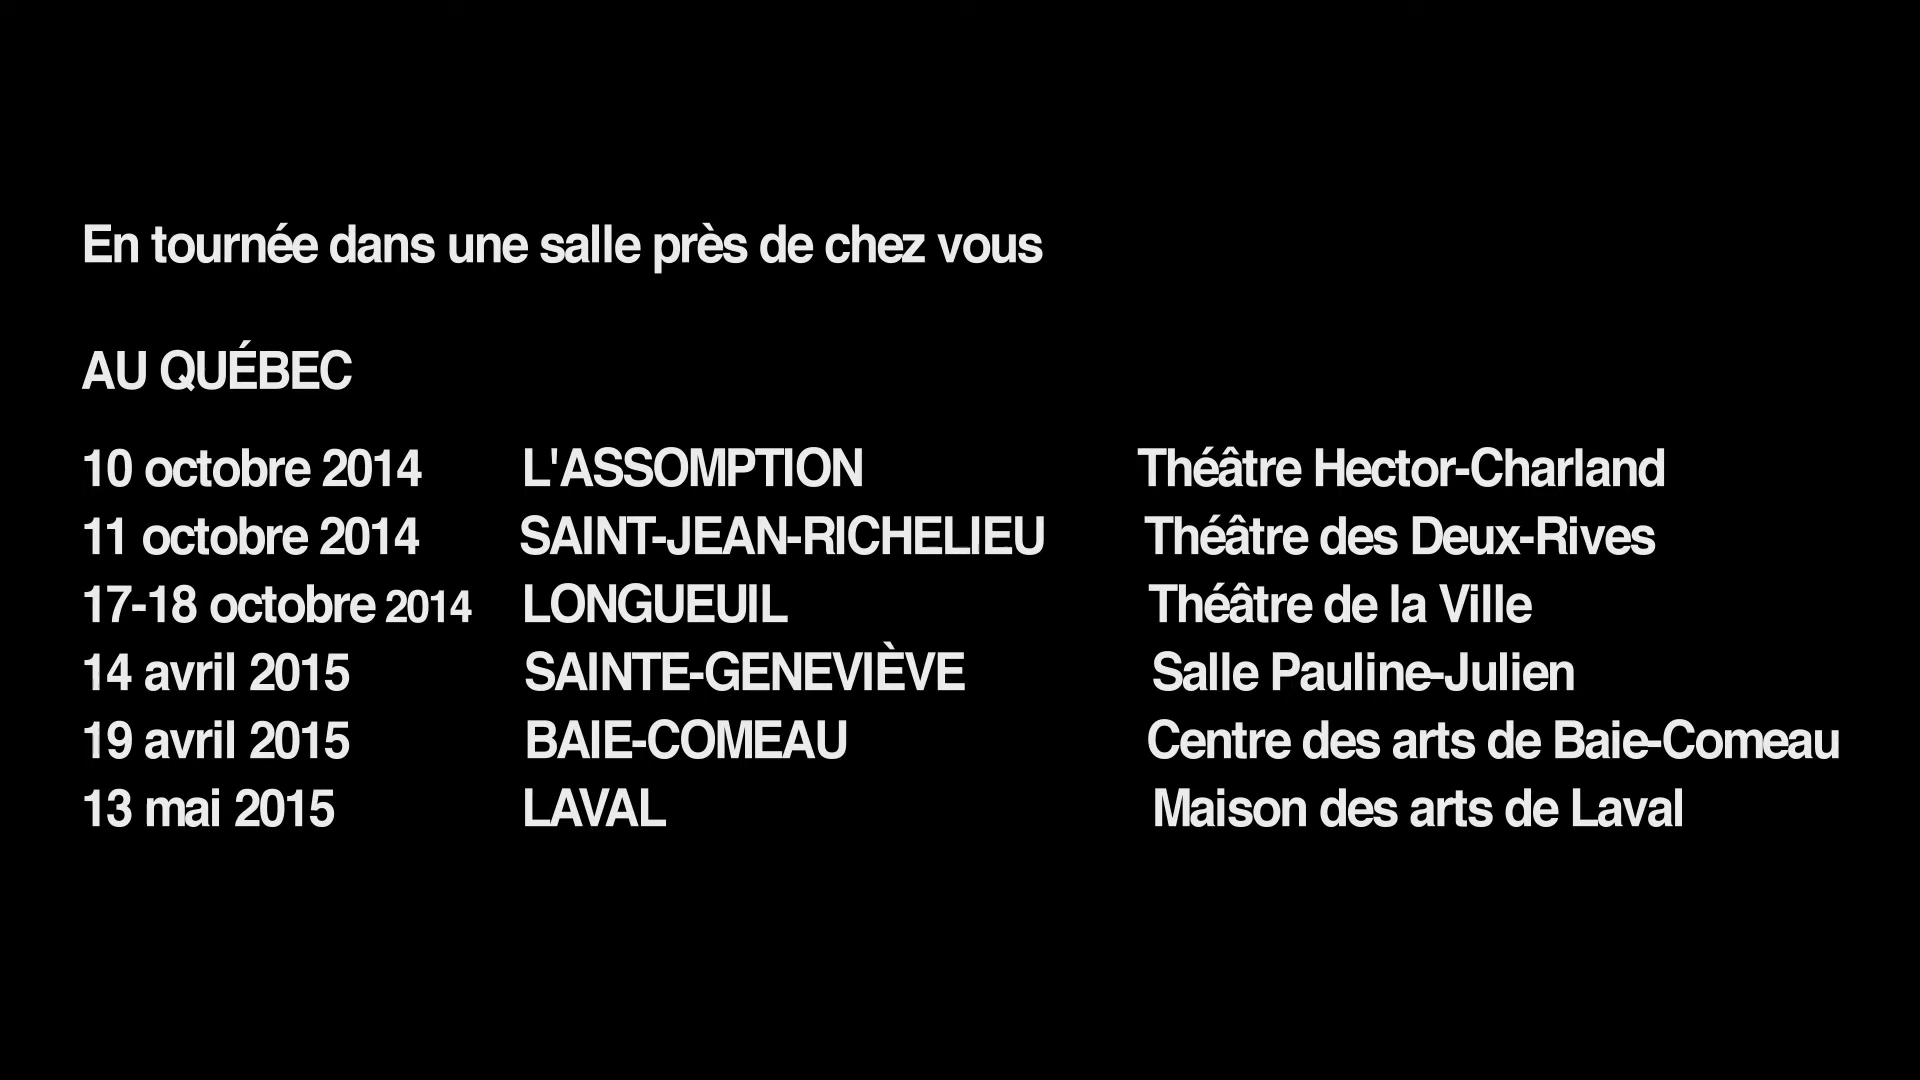 En tournée dans une salle près de chez vous
AU QUÉBEC
10 octobre 2014 L'ASSOMPTION Théâtre Hector-Charland
11 octobre 2014 SAINT-JEAN-RICHELIEU Théâtre des Deux-Rives
17-18 octobre 2014 LONGUEUIL Théâtre de la Ville
14 avril 2015 SAINTE-GENEVIÈVE Salle Pauline-Julien
19 avril 2015 BAIE-COMEAU Centre des arts de Baie-Comeau
13 mai 2015 LAVAL Maison des arts de Laval